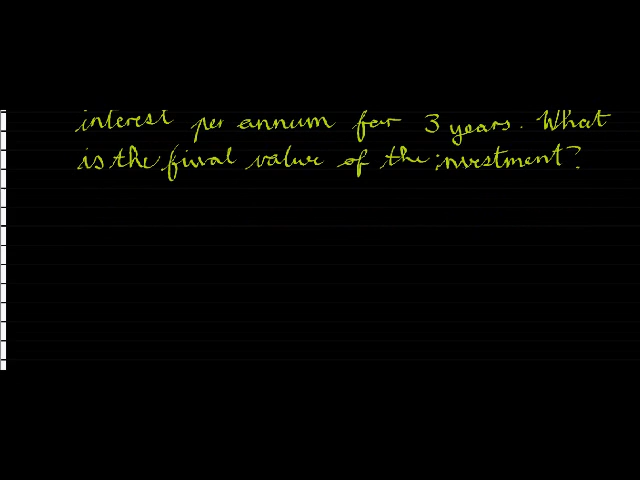 interest per annum for 3 years. What
is the final value of the investment?